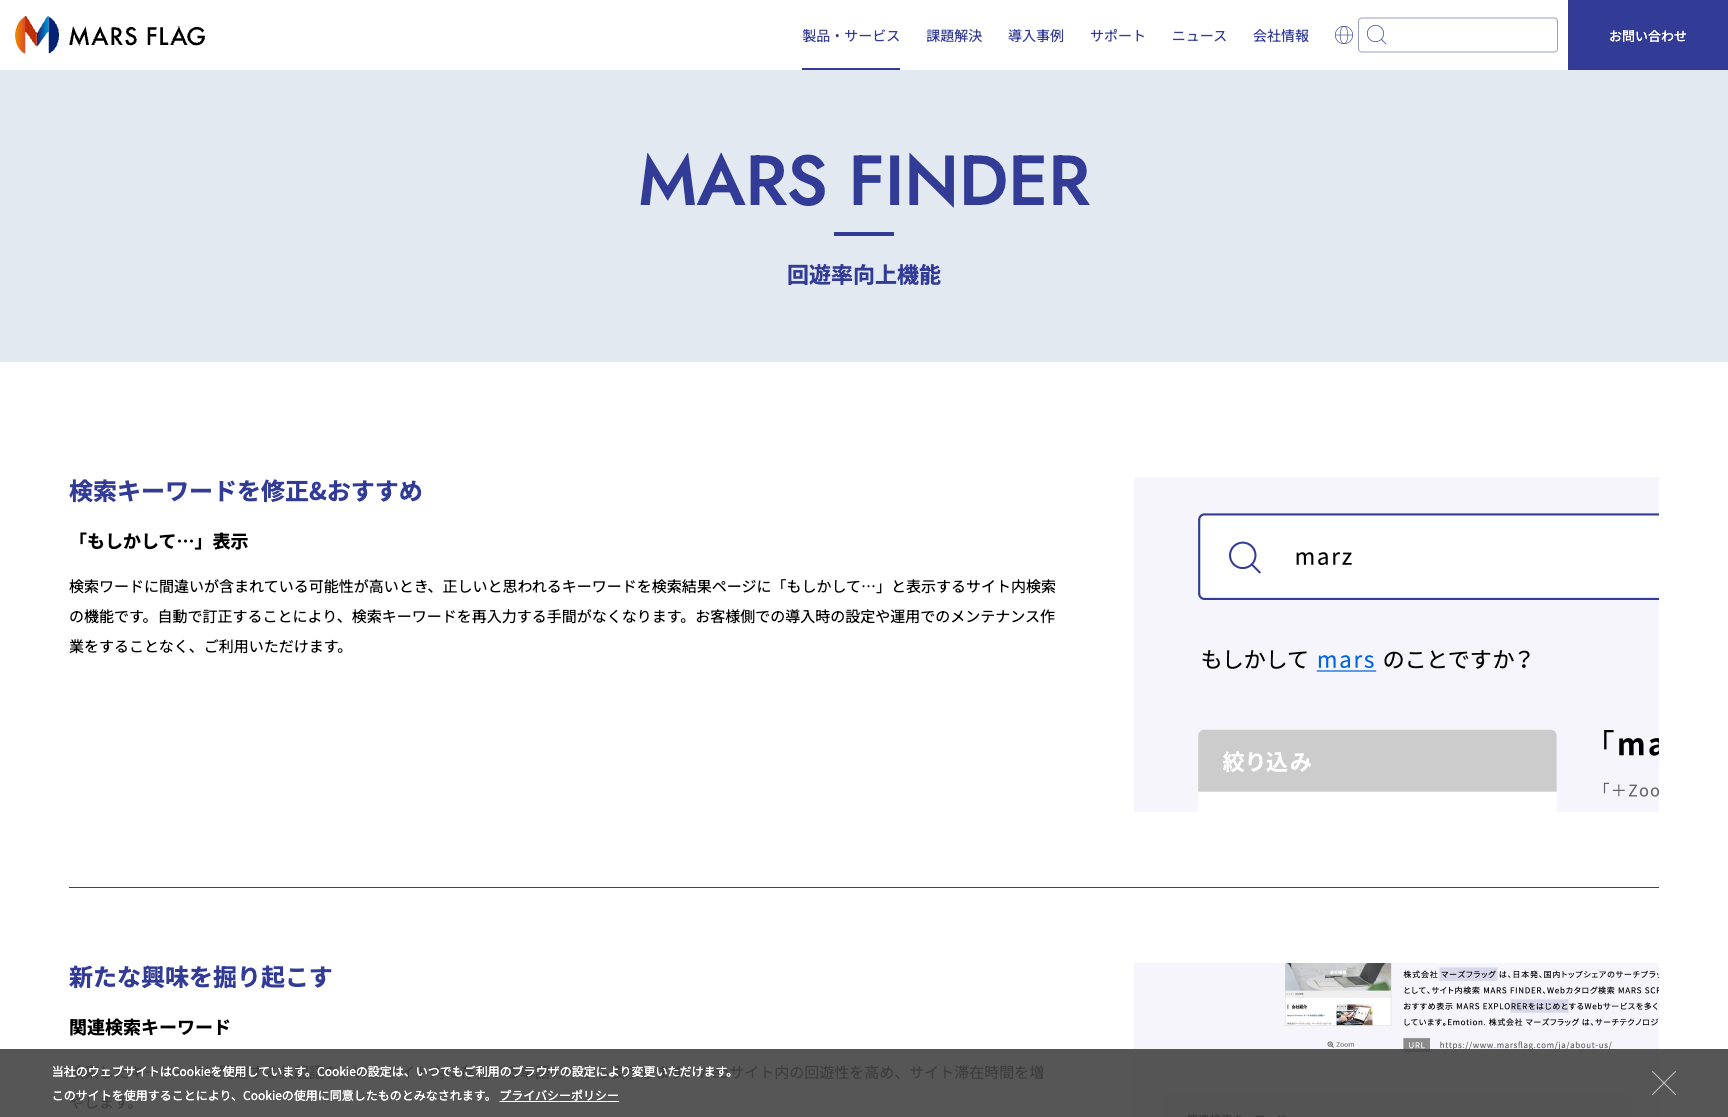 MARS FLAG
製品・サービス 課題解決 導入事例 サポート ニュース 会社情報
お問い合わせ
MARS FINDER
回遊率向上機能
検索キーワードを修正&おすすめ
「もしかして…」表示
検索ワードに間違いが含まれている可能性が高いとき、正しいと思われるキーワードを検索結果ページに「もしかして…」と表示するサイト内検索
の機能です。自動で訂正することにより、検索キーワードを再入力する手間がなくなります。お客様側での導入時の設定や運用でのメンテナンス作
業をすることなく、ご利用いただけます。
marz
もしかして mars のことですか？
絞り込み
「ma
「＋Zoo
新たな興味を掘り起こす
関連検索キーワード
株式会社 マーズフラッグ は、日本発、国内トップシェアのサーチプラッ
として、サイト内検索 MARS FINDER、Webカタログ検索 MARS SCR
おすすめ表示 MARS EXPLORERをはじめとするWebサービスを多く
しています。Emotion. 株式会社 マーズフラッグ は、サーチテクノロジ
Zoom
URL https://www.marsflag.com/ja/about-us/
サイト内の回遊性を高め、サイト滞在時間を増
やします。
当社のウェブサイトはCookieを使用しています。Cookieの設定は、いつでもご利用のブラウザの設定により変更いただけます。
このサイトを使用することにより、Cookieの使用に同意したものとみなされます。 プライバシーポリシー